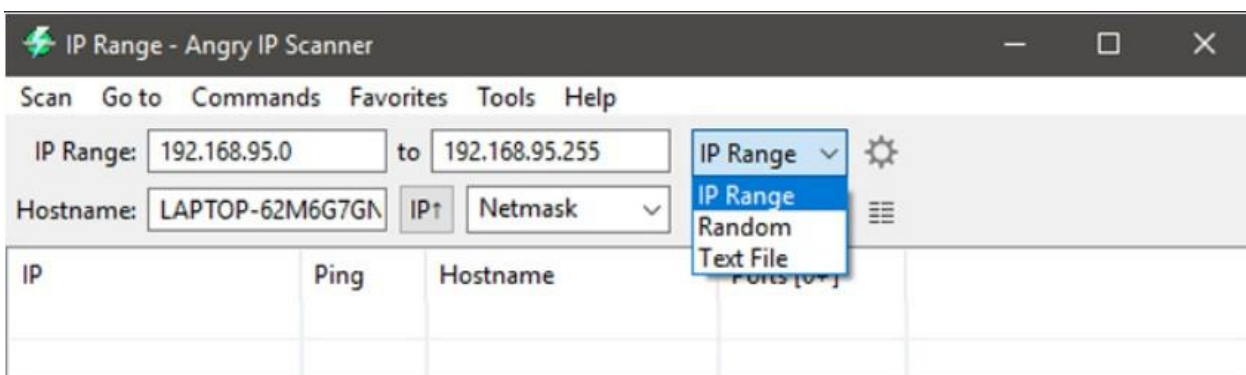 IP Range - Angry IP Scanner
Scan Go to Commands Favorites Tools Help
IP Range: 192.168.95.0 to 192.168.95.255 IP Range
Hostname: LAPTOP-62M6G7GN IP↑ Netmask
IP Range
Random
Text File
IP Ping Hostname